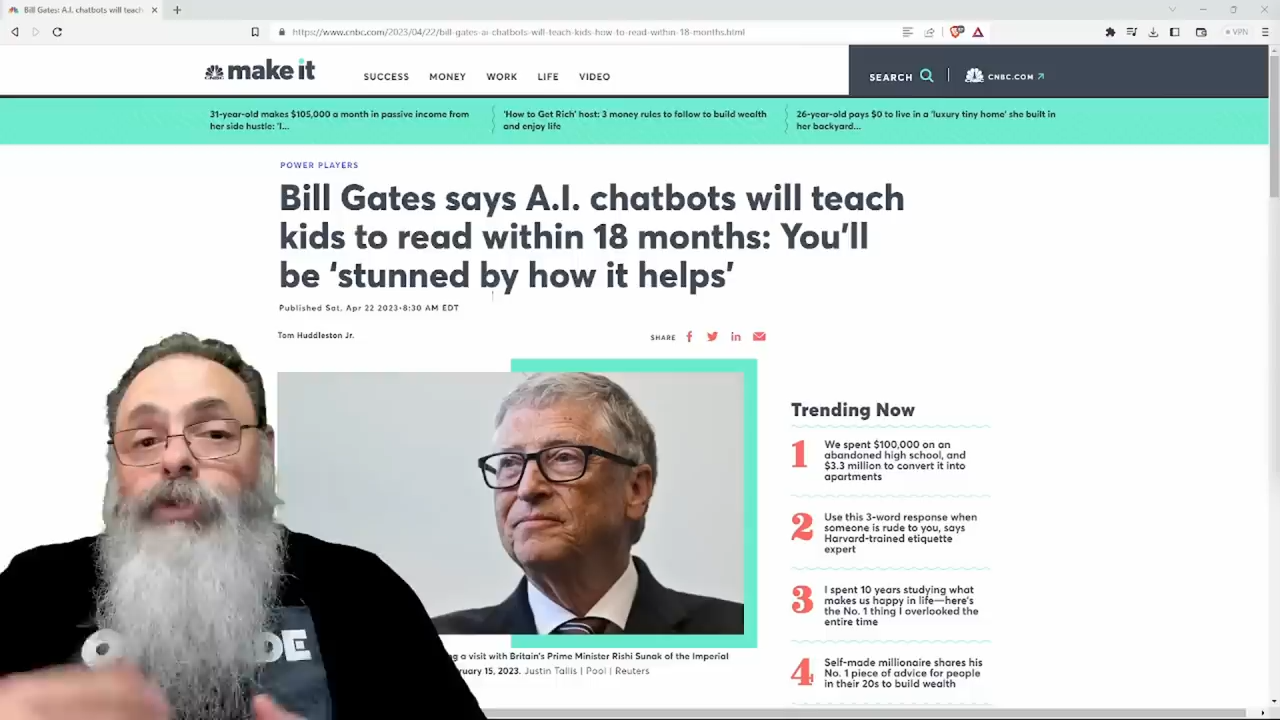 Bill Gates: A.I. chatbots will teach
https://www.cnbc.com/2023/04/22/bill-gates-ai-chatbots-will-teach-kids-how-to-read-within-18-months.html
VPN
make it
SUCCESS MONEY WORK LIFE VIDEO
SEARCH
CNBC.COM
31-year-old makes $105,000 a month in passive income from
her side hustle: 'I...
'How to Get Rich' host: 3 money rules to follow to build wealth
and enjoy life
26-year-old pays $0 to live in a 'luxury tiny home' she built in
her backyard...
POWER PLAYERS
Bill Gates says A.I. chatbots will teach
kids to read within 18 months: You'll
be 'stunned by how it helps'
Published Sat, Apr 22 2023•8:30 AM EDT
Tom Huddleston Jr.
SHARE
Trending Now
1
We spent $100,000 on an
abandoned high school, and
$3.3 million to convert it into
apartments
2
Use this 3-word response when
someone is rude to you, says
Harvard-trained etiquette
expert
3
I spent 10 years studying what
makes us happy in life—here's
the No. 1 thing I overlooked the
entire time
4
Self-made millionaire shares his
No. 1 piece of advice for people
in their 20s to build wealth
a visit with Britain's Prime Minister Rishi Sunak of the Imperial
15, 2023. Justin Tallis | Pool | Reuters